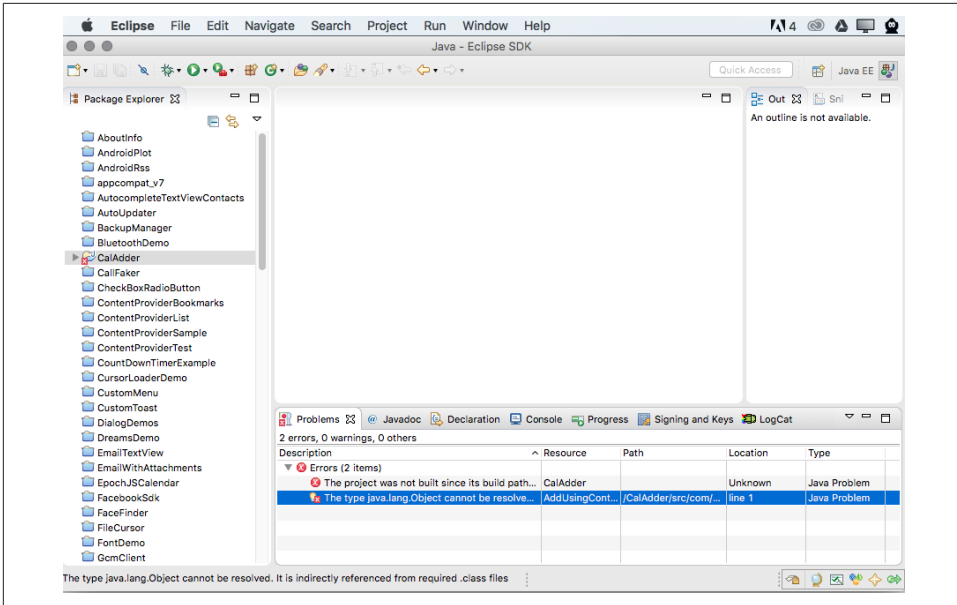 Eclipse File Edit Navigate Search Project Run Window Help 4
Java - Eclipse SDK
Quick Access Java EE
Package Explorer
Out Sni
An outline is not available.
AboutInfo
AndroidPlot
AndroidRss
appcompat_v7
AutocompleteTextViewContacts
AutoUpdater
BackupManager
BluetoothDemo
CalAdder
CallFaker
CheckBoxRadioButton
ContentProviderBookmarks
ContentProviderList
ContentProviderSample
ContentProviderTest
CountDownTimerExample
CursorLoaderDemo
CustomMenu
CustomToast
DialogDemos
DreamsDemo
EmailTextView
EmailWithAttachments
EpochJSCalendar
FacebookSdk
FaceFinder
FileCursor
FontDemo
GcmClient
Problems @ Javadoc Declaration Console Progress Signing and Keys LogCat
2 errors, 0 warnings, 0 others
Description Resource Path Location Type
Errors (2 items)
The project was not built since its build path... CalAdder Unknown Java Problem
The type java.lang.Object cannot be resolve... AddUsingCont... /CalAdder/src/com/... line 1 Java Problem
The type java.lang.Object cannot be resolved. It is indirectly referenced from required .class files